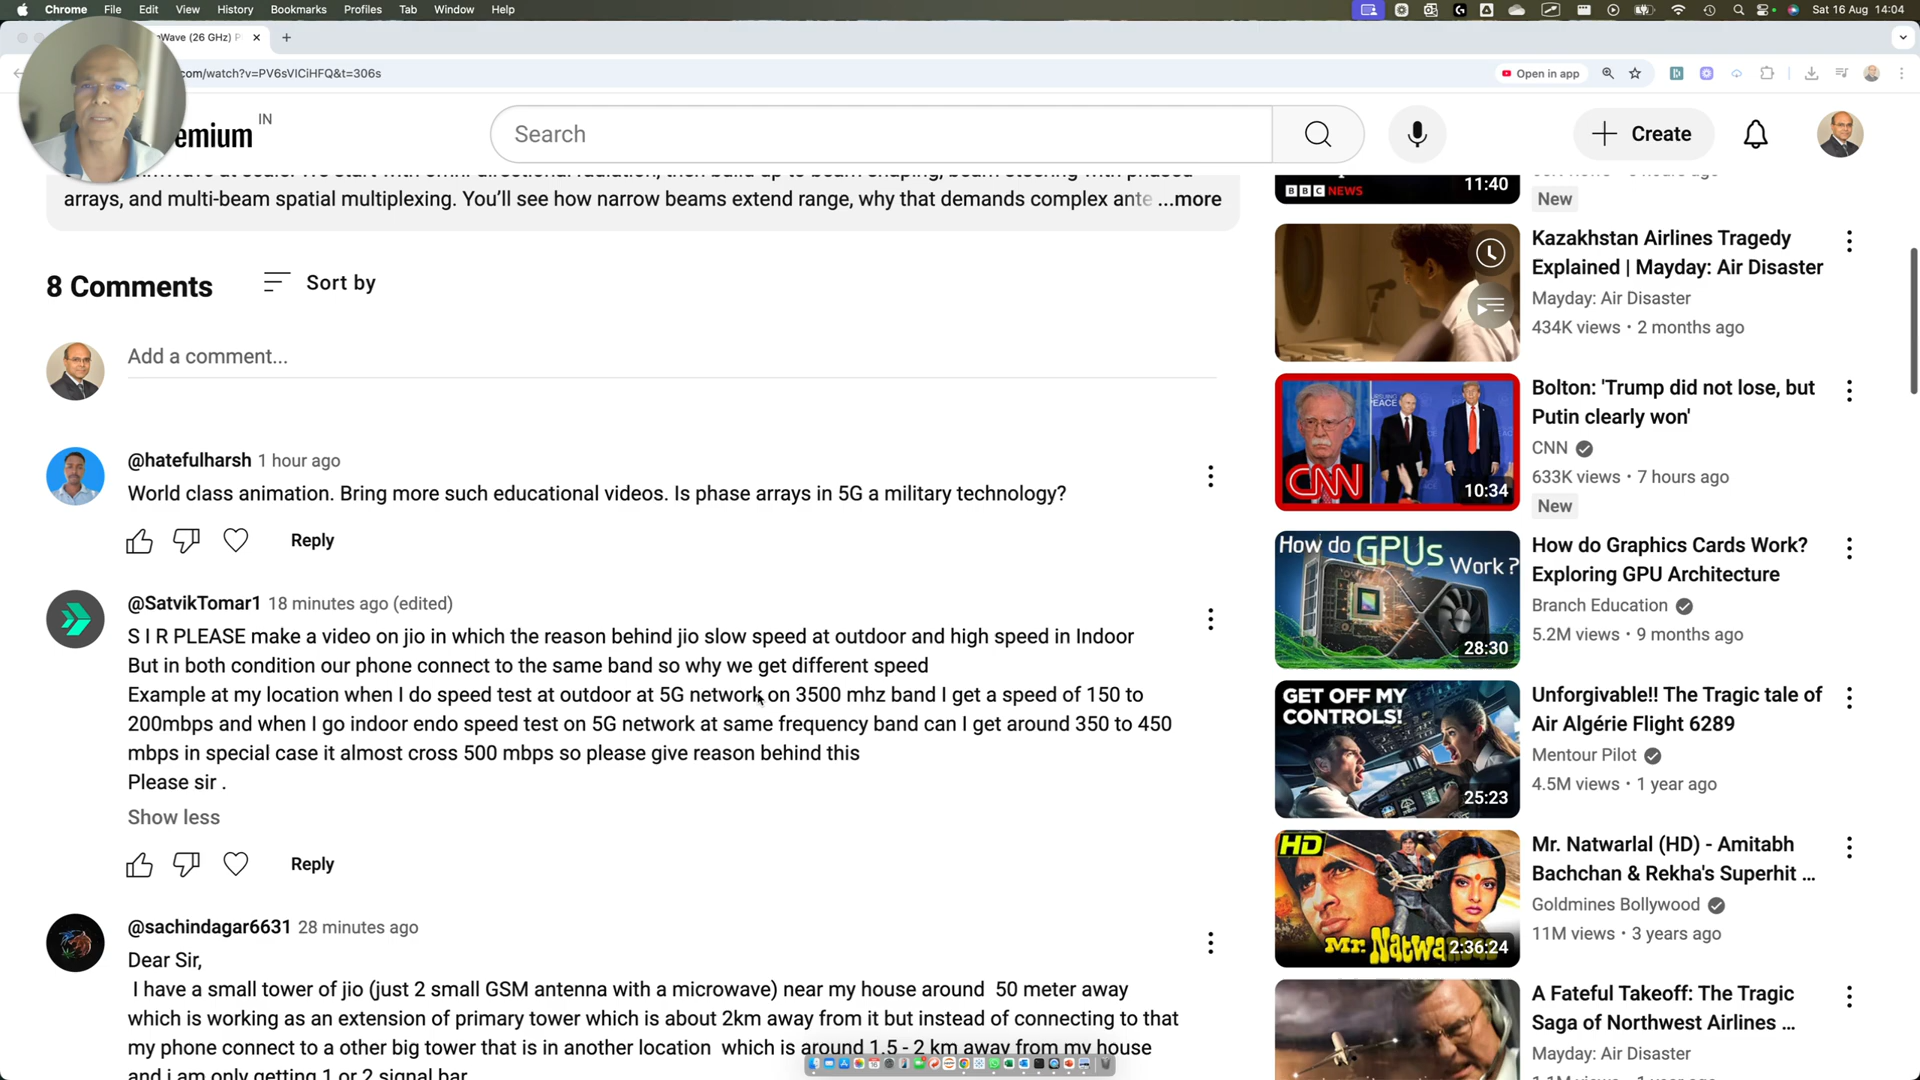 Chrome File Edit View History Bookmarks Profiles Tab Window Help
Sat 16 Aug 14:04
Wave (26 GHz)
com/watch?v=PV6sVICiHFQ&t=306s
Open in app
emium IN
Search
Create
arrays, and multi-beam spatial multiplexing. You'll see how narrow beams extend range, why that demands complex ante ...more
8 Comments
Sort by
Add a comment...
@hatefulharsh 1 hour ago
World class animation. Bring more such educational videos. Is phase arrays in 5G a military technology?
Reply
@SatvikTomar1 18 minutes ago (edited)
S I R PLEASE make a video on jio in which the reason behind jio slow speed at outdoor and high speed in Indoor
But in both condition our phone connect to the same band so why we get different speed
Example at my location when I do speed test at outdoor at 5G network on 3500 mhz band I get a speed of 150 to
200mbps and when I go indoor endo speed test on 5G network at same frequency band can I get around 350 to 450
mbps in special case it almost cross 500 mbps so please give reason behind this
Please sir .
Show less
Reply
@sachindagar6631 28 minutes ago
Dear Sir,
I have a small tower of jio (just 2 small GSM antenna with a microwave) near my house around 50 meter away
which is working as an extension of primary tower which is about 2km away from it but instead of connecting to that
my phone connect to a other big tower that is in another location which is around 1.5 - 2 km away from my house
and i am only getting 1 or 2 signal bar
BBC NEWS
11:40
New
Kazakhstan Airlines Tragedy
Explained | Mayday: Air Disaster
Mayday: Air Disaster
434K views • 2 months ago
PEACE
CNN
10:34
Bolton: 'Trump did not lose, but
Putin clearly won'
CNN
633K views • 7 hours ago
New
How do GPUs Work?
28:30
How do Graphics Cards Work?
Exploring GPU Architecture
Branch Education
5.2M views • 9 months ago
GET OFF MY
CONTROLS!
25:23
Unforgivable!! The Tragic tale of
Air Algérie Flight 6289
Mentour Pilot
4.5M views • 1 year ago
HD
Mr. Natwa
2:36:24
Mr. Natwarlal (HD) - Amitabh
Bachchan & Rekha's Superhit ...
Goldmines Bollywood
11M views • 3 years ago
A Fateful Takeoff: The Tragic
Saga of Northwest Airlines ...
Mayday: Air Disaster